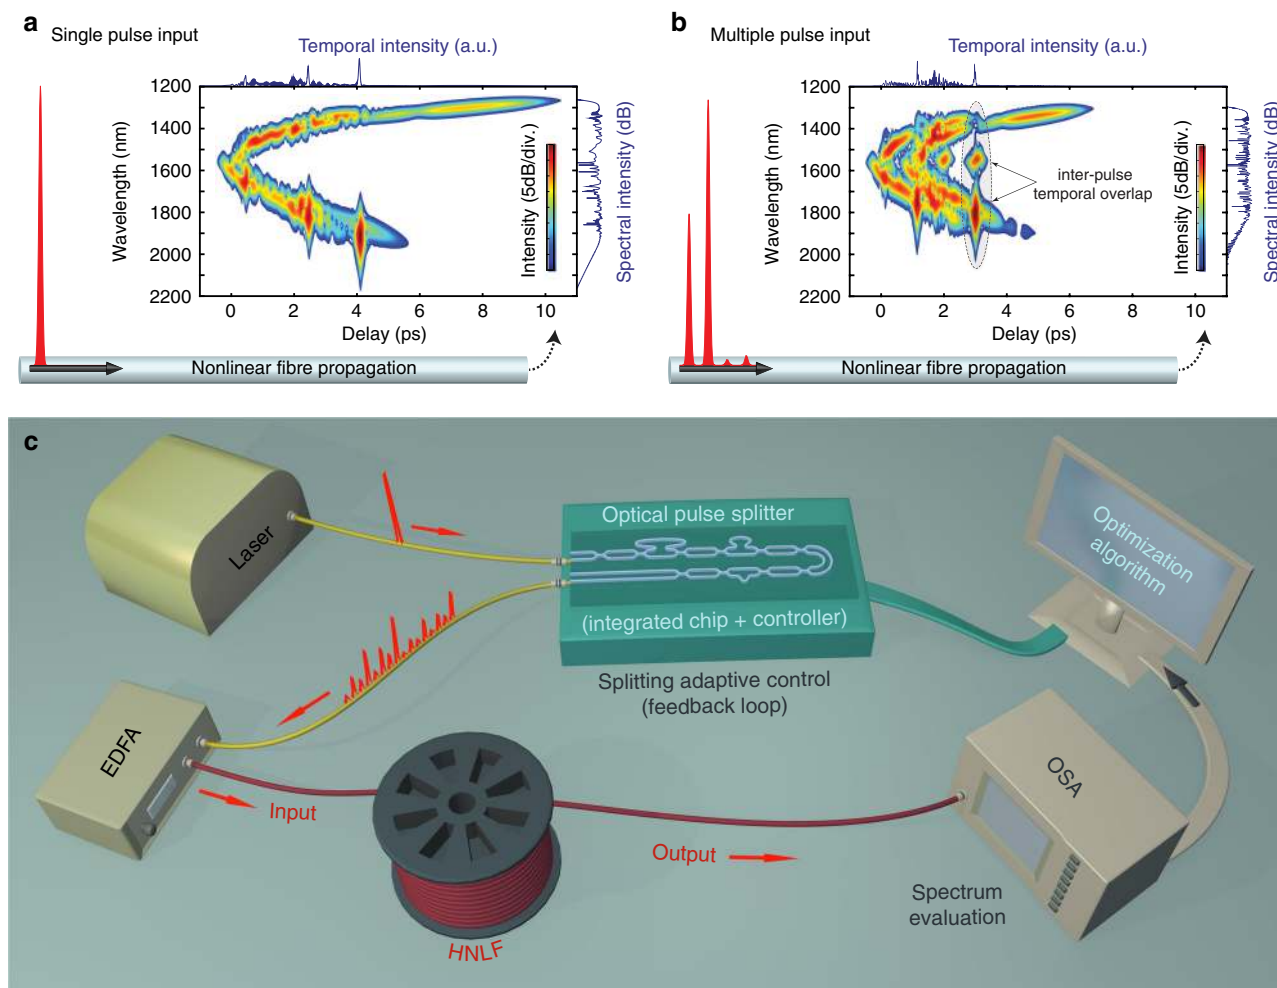 a
Single pulse input
Temporal intensity (a.u.)
1200
1400
1600
1800
2000
2200
Wavelength (nm)
Intensity (5dB/div.)
Spectral intensity (dB)
0 2 4 6 8 10
Delay (ps)
Nonlinear fibre propagation
b
Multiple pulse input
Temporal intensity (a.u.)
1200
1400
1600
1800
2000
2200
Wavelength (nm)
inter-pulse
temporal overlap
Intensity (5dB/div.)
Spectral intensity (dB)
0 2 4 6 8 10
Delay (ps)
Nonlinear fibre propagation
c
Laser
Optical pulse splitter
(integrated chip + controller)
Splitting adaptive control
(feedback loop)
Optimization
algorithm
EDFA
Input
HNLF
Output
OSA
Spectrum
evaluation